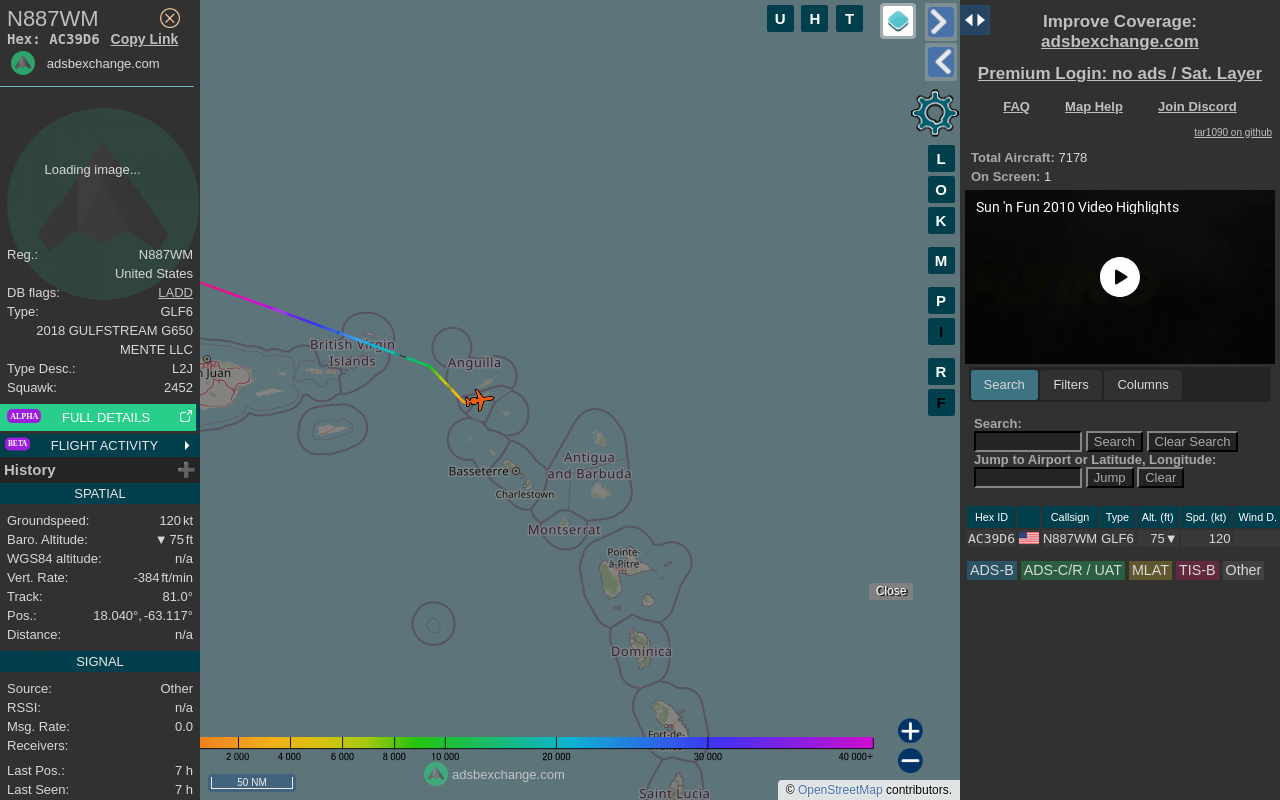 N887WM
Hex: AC39D6 Copy Link
adsbexchange.com
Loading image...
Reg.: N887WM
United States
DB flags: LADD
Type: GLF6
2018 GULFSTREAM G650
MENTE LLC
Type Desc.: L2J
Squawk: 2452
ALPHA FULL DETAILS
BETA FLIGHT ACTIVITY
History
SPATIAL
Groundspeed: 120 kt
Baro. Altitude: ▼ 75 ft
WGS84 altitude: n/a
Vert. Rate: -384 ft/min
Track: 81.0°
Pos.: 18.040°, -63.117°
Distance: n/a
SIGNAL
Source: Other
RSSI: n/a
Msg. Rate: 0.0
Receivers:
Last Pos.: 7 h
Last Seen: 7 h
U H T
L
O
K
M
P
I
R
F
British Virgin
Islands
Anguilla
n Juan
Basseterre
Charlestown
Antigua
and Barbuda
Montserrat
Pointe-
à-Pitre
Dominica
Fort-de-
Saint Lucia
Close
2 000 4 000 6 000 8 000 10 000 20 000 30 000 40 000+
50 NM
adsbexchange.com
© OpenStreetMap contributors.
Improve Coverage:
adsbexchange.com
Premium Login: no ads / Sat. Layer
FAQ Map Help Join Discord
tar1090 on github
Total Aircraft: 7178
On Screen: 1
Sun 'n Fun 2010 Video Highlights
Search Filters Columns
Search:
Search Clear Search
Jump to Airport or Latitude, Longitude:
Jump Clear
Hex ID Callsign Type Alt. (ft) Spd. (kt) Wind D.
AC39D6 N887WM GLF6 75▼ 120
ADS-B ADS-C/R / UAT MLAT TIS-B Other